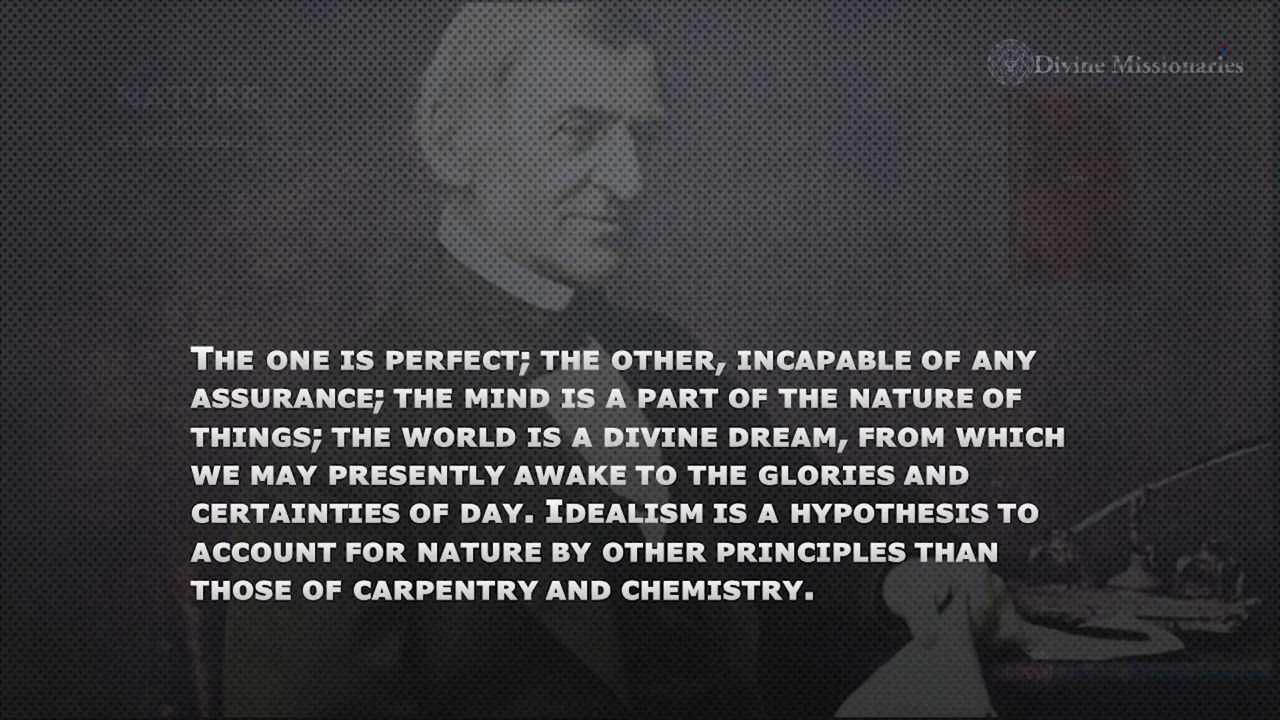 Divine Missionaries
NATURE
The one is perfect; the other, incapable of any
assurance; the mind is a part of the nature of
things; the world is a divine dream, from which
we may presently awake to the glories and
certainties of day. Idealism is a hypothesis to
account for nature by other principles than
those of carpentry and chemistry.